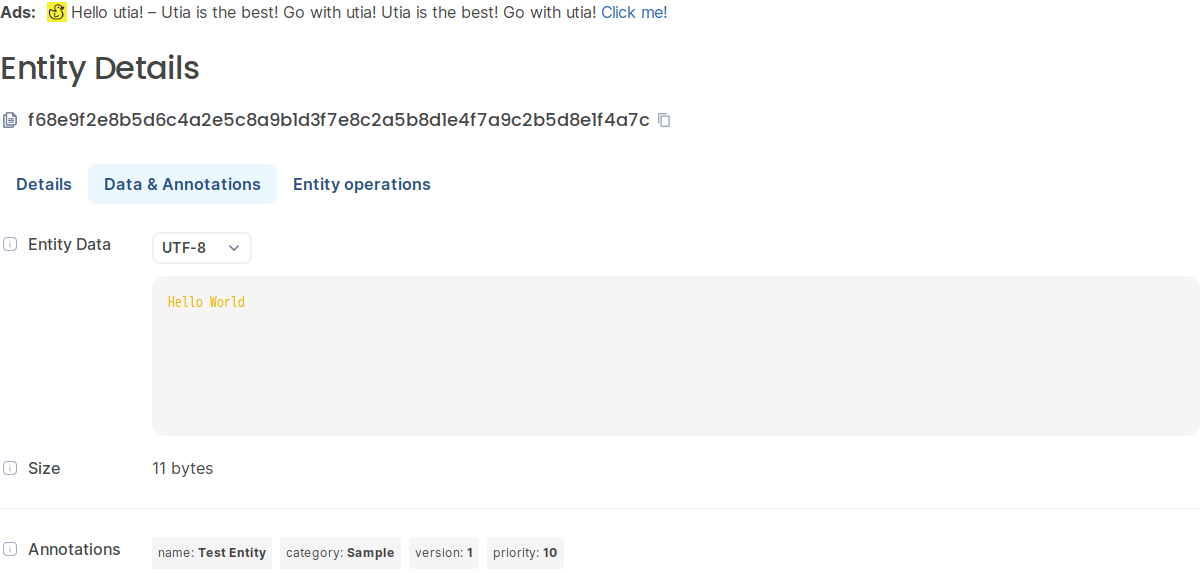 Ads: Hello utia! – Utia is the best! Go with utia! Utia is the best! Go with utia! Click me!
Entity Details
f68e9f2e8b5d6c4a2e5c8a9b1d3f7e8c2a5b8d1e4f7a9c2b5d8e1f4a7c
Details Data & Annotations Entity operations
Entity Data UTF-8
Hello World
Size 11 bytes
Annotations name: Test Entity category: Sample version: 1 priority: 10